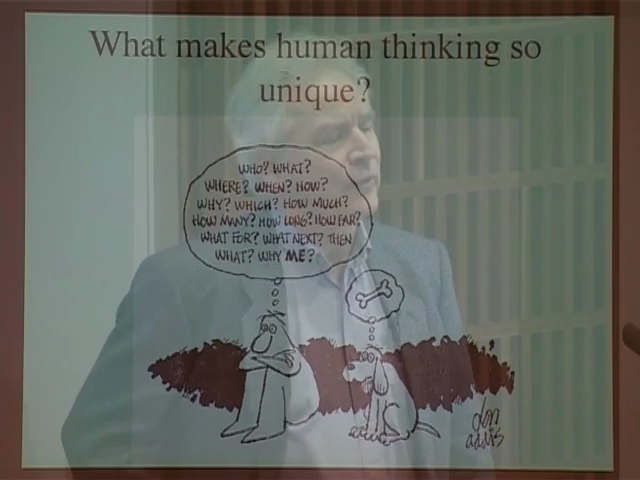 What makes human thinking so
unique?
WHO? WHAT?
WHERE? WHEN? HOW?
WHY? WHICH? HOW MUCH?
HOW MANY? HOW LONG? HOW FAR?
WHAT FOR? WHAT NEXT? THEN
WHAT? WHY ME?
don
addis